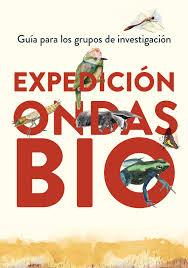 Guía para los grupos de investigación
EXPEDICIÓN
ONDAS
BIO